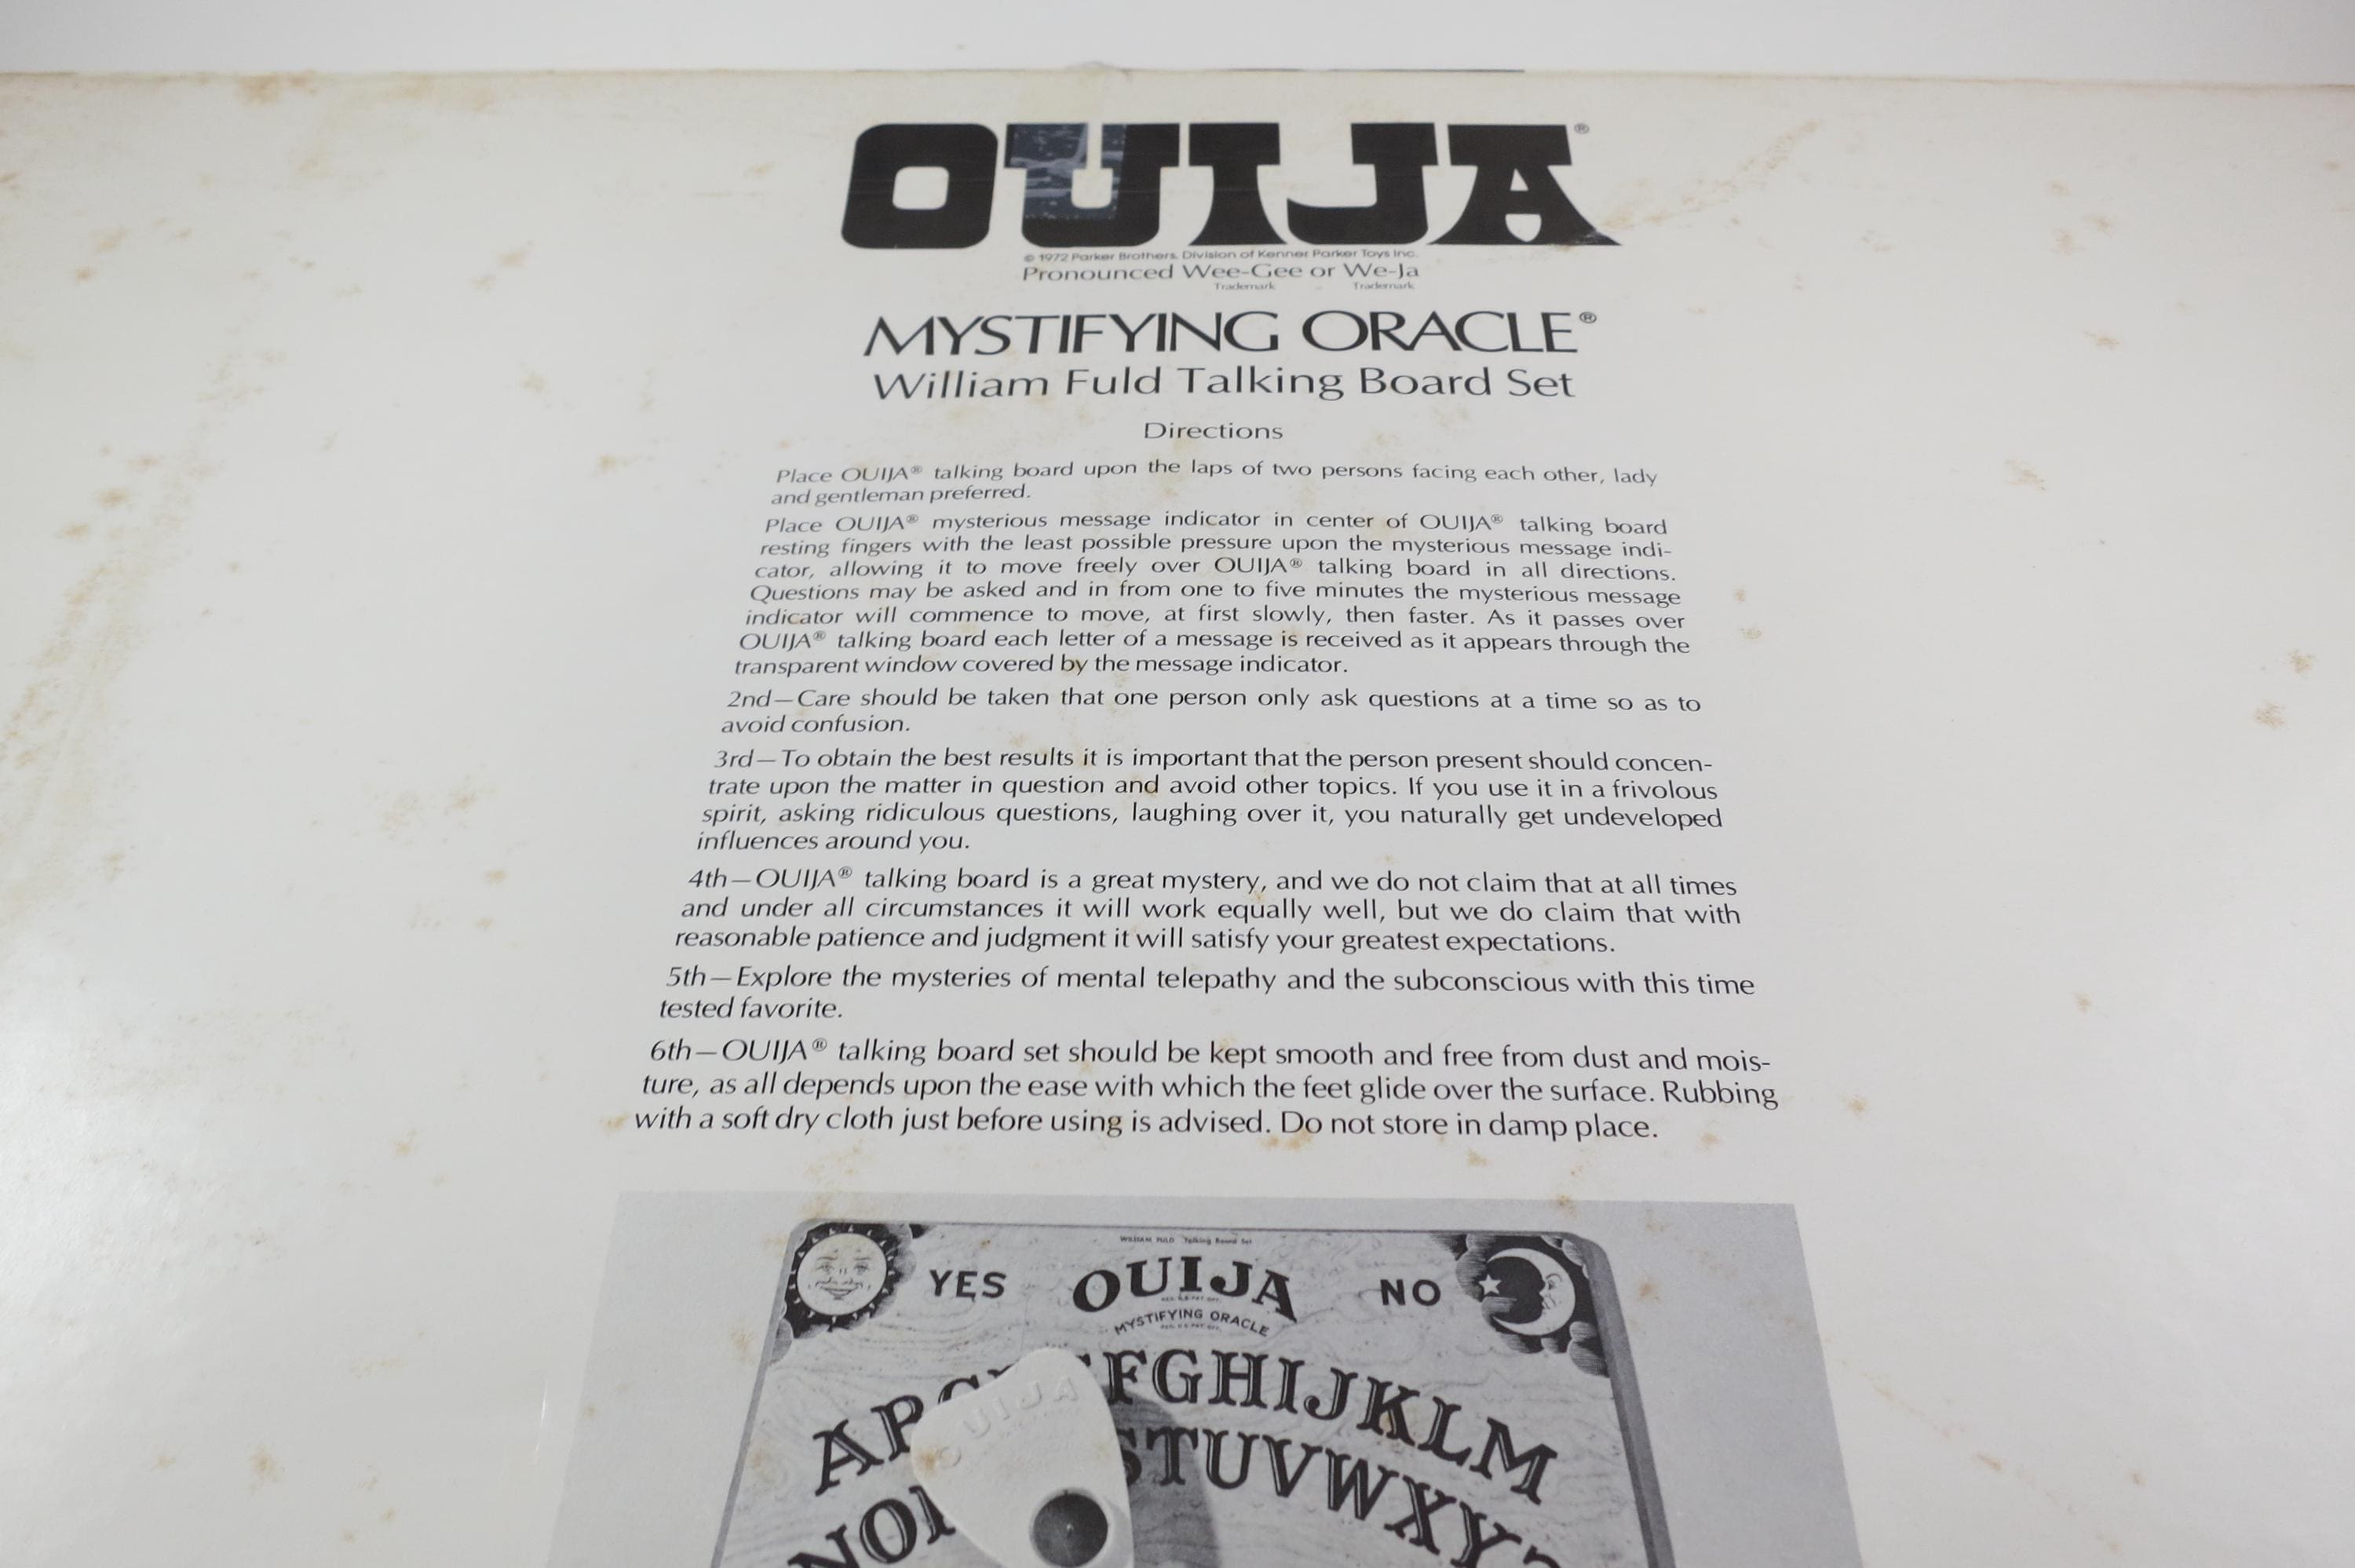 OUIJA®
© 1972 Parker Brothers, Division of Kenner Parker Toys Inc.
Pronounced Wee-Gee or We-Ja
Trademark Trademark
MYSTIFYING ORACLE®
William Fuld Talking Board Set
Directions
Place OUIJA® talking board upon the laps of two persons facing each other, lady
and gentleman preferred.
Place OUIJA® mysterious message indicator in center of OUIJA® talking board
resting fingers with the least possible pressure upon the mysterious message indi-
cator, allowing it to move freely over OUIJA® talking board in all directions.
Questions may be asked and in from one to five minutes the mysterious message
indicator will commence to move, at first slowly, then faster. As it passes over
OUIJA® talking board each letter of a message is received as it appears through the
transparent window covered by the message indicator.
2nd—Care should be taken that one person only ask questions at a time so as to
avoid confusion.
3rd—To obtain the best results it is important that the person present should concen-
trate upon the matter in question and avoid other topics. If you use it in a frivolous
spirit, asking ridiculous questions, laughing over it, you naturally get undeveloped
influences around you.
4th—OUIJA® talking board is a great mystery, and we do not claim that at all times
and under all circumstances it will work equally well, but we do claim that with
reasonable patience and judgment it will satisfy your greatest expectations.
5th—Explore the mysteries of mental telepathy and the subconscious with this time
tested favorite.
6th—OUIJA® talking board set should be kept smooth and free from dust and mois-
ture, as all depends upon the ease with which the feet glide over the surface. Rubbing
with a soft dry cloth just before using is advised. Do not store in damp place.
WILLIAM FULD Talking Board Set
YES OUIJA NO
MYSTIFYING ORACLE
A FGHIJKLM
OUIJA
NO STUVWXY